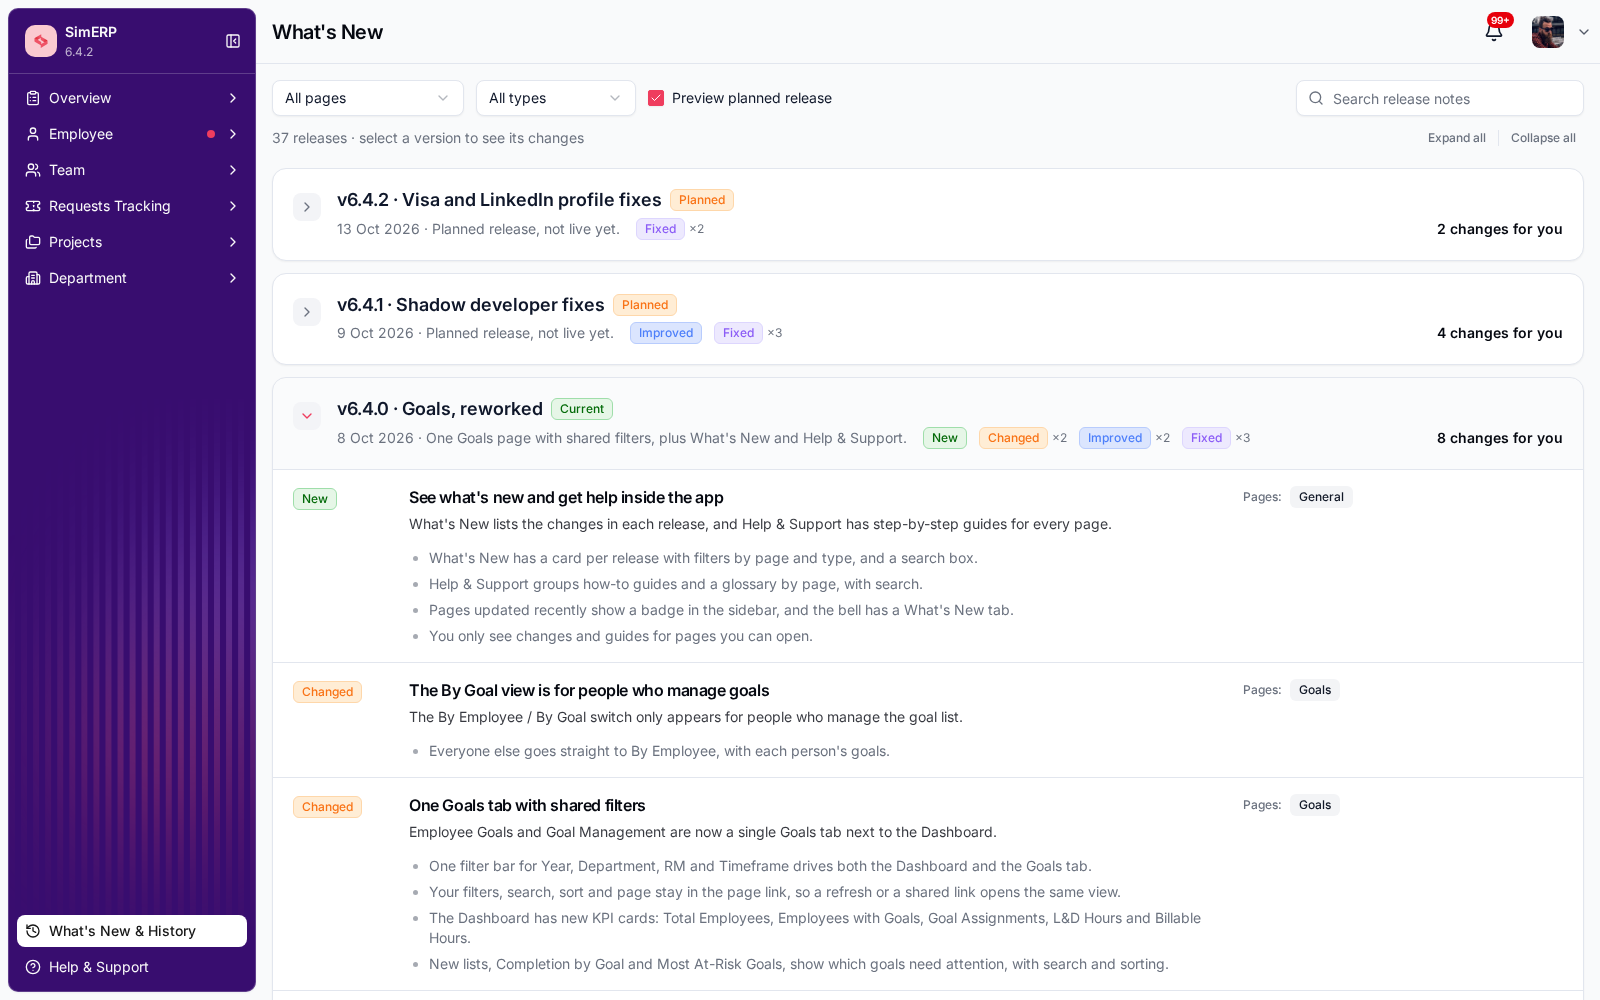 SimERP
6.4.2
Overview
Employee
Team
Requests Tracking
Projects
Department
What's New & History
Help & Support
What's New
99+
All pages
All types
Preview planned release
Search release notes
37 releases · select a version to see its changes
Expand all
Collapse all
v6.4.2 · Visa and LinkedIn profile fixes Planned
13 Oct 2026 · Planned release, not live yet. Fixed ×2
2 changes for you
v6.4.1 · Shadow developer fixes Planned
9 Oct 2026 · Planned release, not live yet. Improved Fixed ×3
4 changes for you
v6.4.0 · Goals, reworked Current
8 Oct 2026 · One Goals page with shared filters, plus What's New and Help & Support. New Changed ×2 Improved ×2 Fixed ×3
8 changes for you
New
See what's new and get help inside the app
Pages: General
What's New lists the changes in each release, and Help & Support has step-by-step guides for every page.
• What's New has a card per release with filters by page and type, and a search box.
• Help & Support groups how-to guides and a glossary by page, with search.
• Pages updated recently show a badge in the sidebar, and the bell has a What's New tab.
• You only see changes and guides for pages you can open.
Changed
The By Goal view is for people who manage goals
Pages: Goals
The By Employee / By Goal switch only appears for people who manage the goal list.
• Everyone else goes straight to By Employee, with each person's goals.
Changed
One Goals tab with shared filters
Pages: Goals
Employee Goals and Goal Management are now a single Goals tab next to the Dashboard.
• One filter bar for Year, Department, RM and Timeframe drives both the Dashboard and the Goals tab.
• Your filters, search, sort and page stay in the page link, so a refresh or a shared link opens the same view.
• The Dashboard has new KPI cards: Total Employees, Employees with Goals, Goal Assignments, L&D Hours and Billable
Hours.
• New lists, Completion by Goal and Most At-Risk Goals, show which goals need attention, with search and sorting.